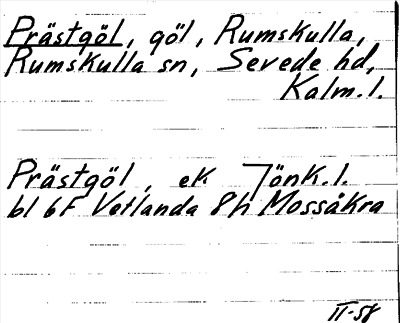 Prästgöl, göl, Rumskulla,
Rumskulla sn, Sevede hd,
Kalm. l.
Prästgöl, ek Jönk. l.
bl 6F Vetlanda 8h Mossåkra
II-58